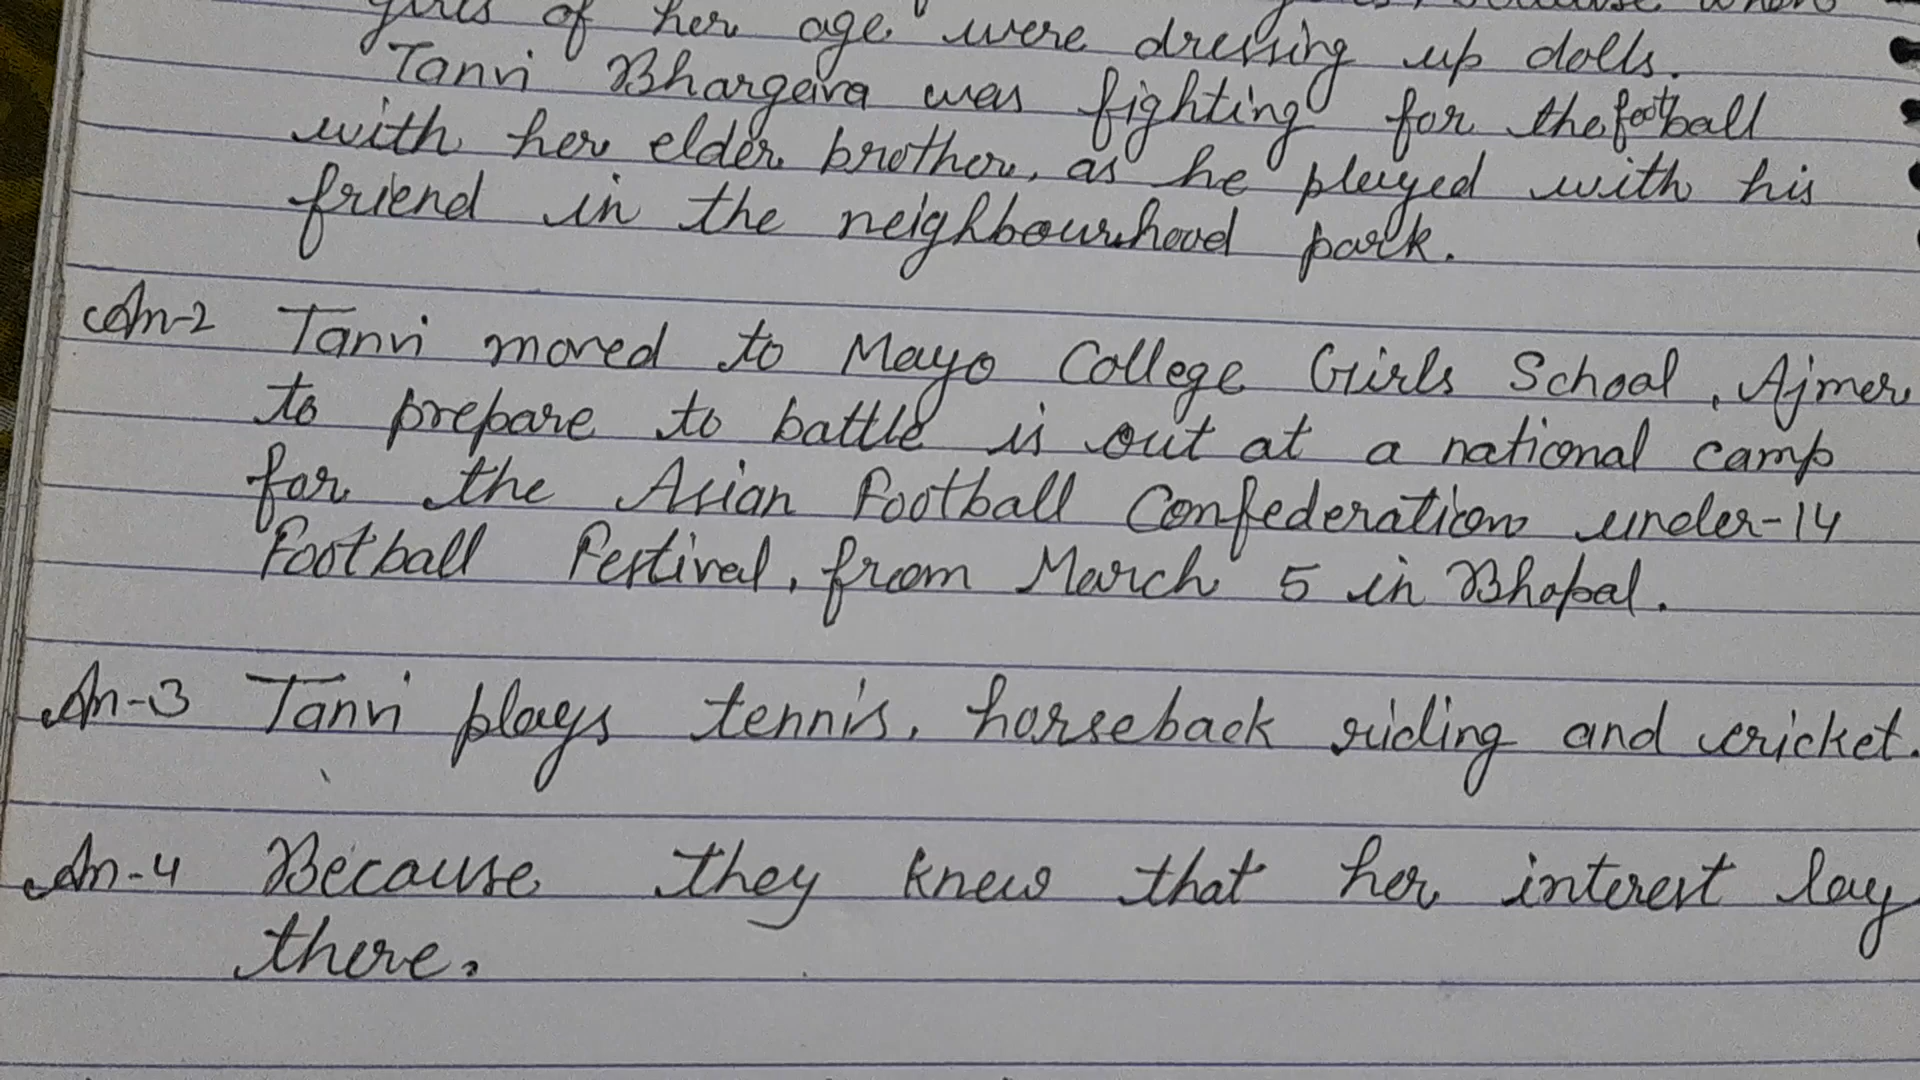 girls of her age were dressing up dolls.
Tanvi Bhargava was fighting for the football
with her elder brother, as he played with his
friend in the neighbourhood park.
An-2 Tanvi moved to Mayo College Girls School, Ajmer
to prepare to battle is out at a national camp
for the Asian Football Confederation under-14
Football Festival, from March 5 in Bhopal.
An-3 Tanvi plays tennis, horseback riding and cricket.
An-4 Because they knew that her interest lay
there.